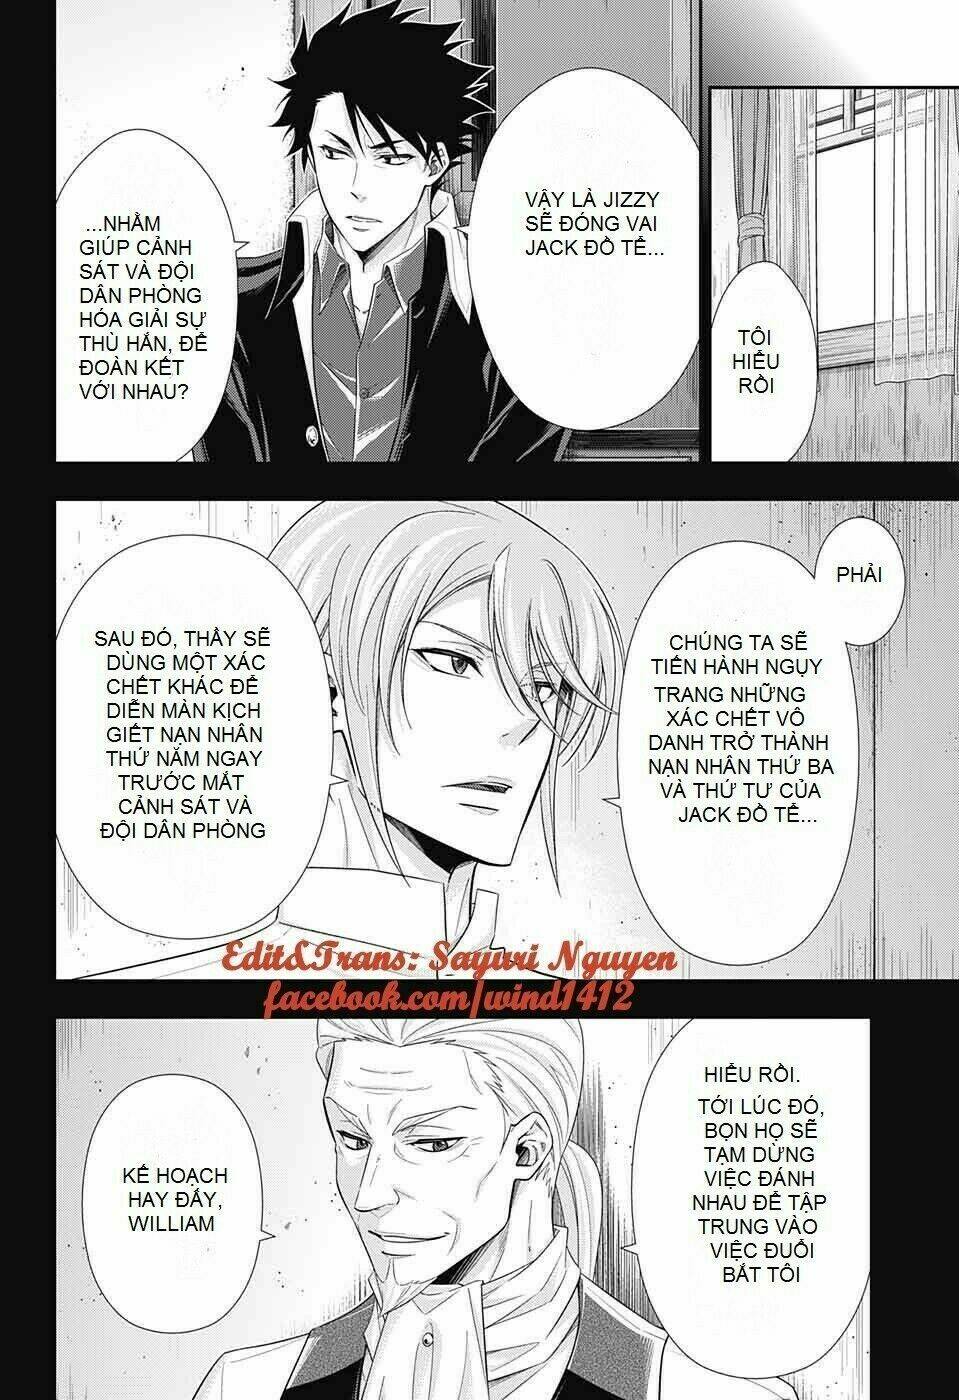 TÔI
HIỂU
RỒI
VẬY LÀ JIZZY
SẼ ĐÓNG VAI
JACK ĐỒ TỂ...
...NHẰM
GIÚP CẢNH
SÁT VÀ ĐỘI
DÂN PHÒNG
HÓA GIẢI SỰ
THÙ HẮN, ĐỂ
ĐOÀN KẾT
VỚI NHAU?
PHẢI
CHÚNG TA SẼ
TIẾN HÀNH NGỤY
TRANG NHỮNG
XÁC CHẾT VÔ
DANH TRỞ THÀNH
NẠN NHÂN THỨ BA
VÀ THỨ TƯ CỦA
JACK ĐỒ TỂ...
SAU ĐÓ, THẦY SẼ
DÙNG MỘT XÁC
CHẾT KHÁC ĐỂ
DIỄN MÀN KỊCH
GIẾT NẠN NHÂN
THỨ NĂM NGAY
TRƯỚC MẮT
CẢNH SÁT VÀ
ĐỘI DÂN PHÒNG
Edit&Trans: Sayuri Nguyen
facebook.com/wind1412
HIỂU RỒI.
TỚI LÚC ĐÓ,
BỌN HỌ SẼ
TẠM DỪNG
VIỆC ĐÁNH
NHAU ĐỂ TẬP
TRUNG VÀO
VIỆC ĐUỔI
BẮT TÔI
KẾ HOẠCH
HAY ĐẤY,
WILLIAM